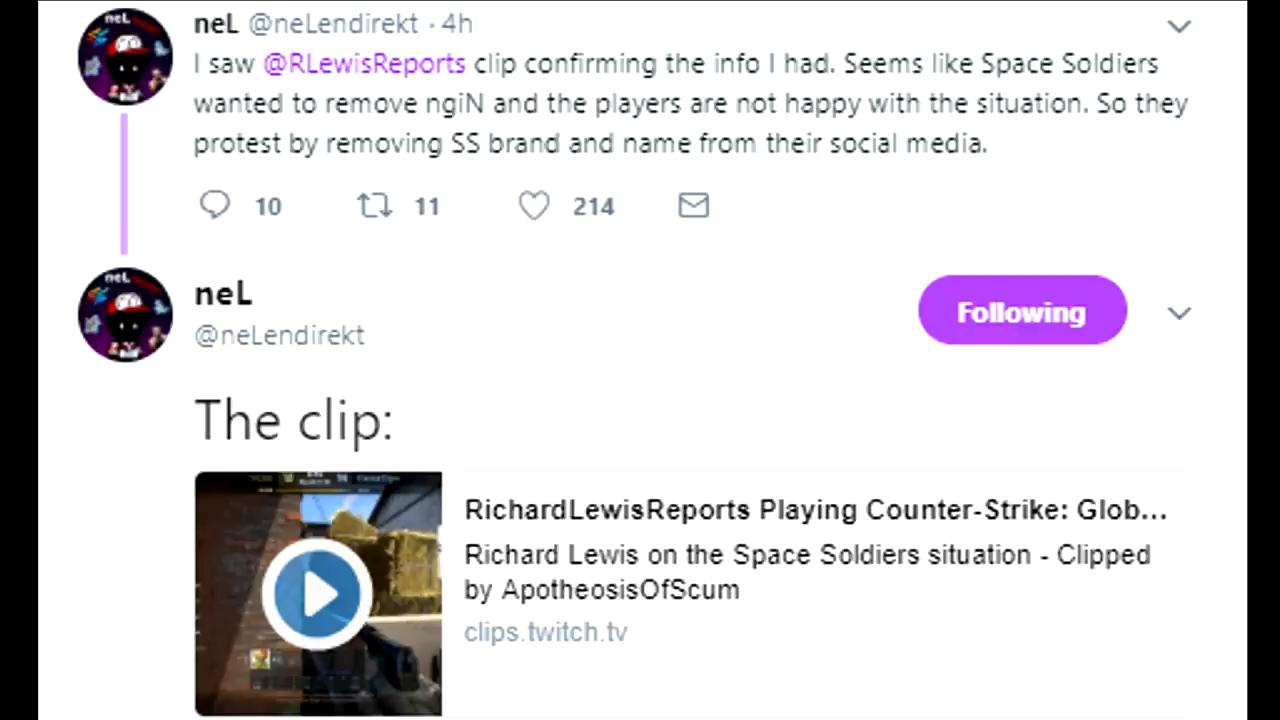 neL @neLendirekt · 4h
I saw @RLewisReports clip confirming the info I had. Seems like Space Soldiers
wanted to remove ngiN and the players are not happy with the situation. So they
protest by removing SS brand and name from their social media.
10 11 214
neL
neL
@neLendirekt
Following
The clip:
RichardLewisReports Playing Counter-Strike: Glob...
Richard Lewis on the Space Soldiers situation - Clipped
by ApotheosisOfScum
clips.twitch.tv